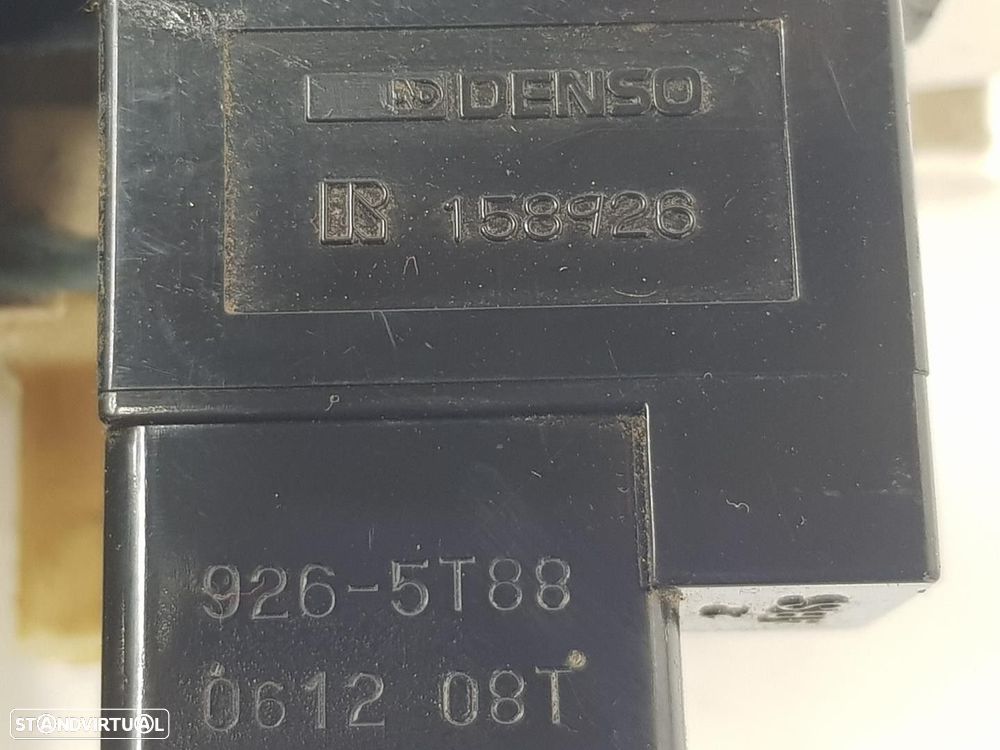 DENSO
R 158926
926-5T88
0612 08T
STANDVIRTUAL